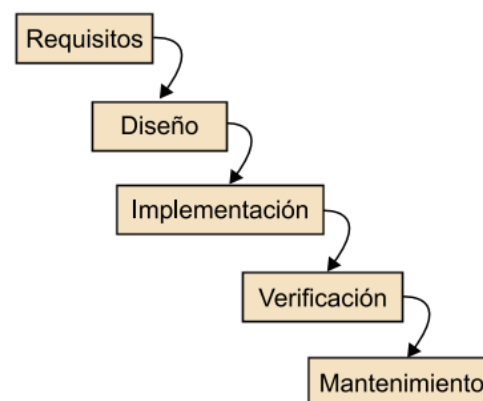 Requisitos
Diseño
Implementación
Verificación
Mantenimiento